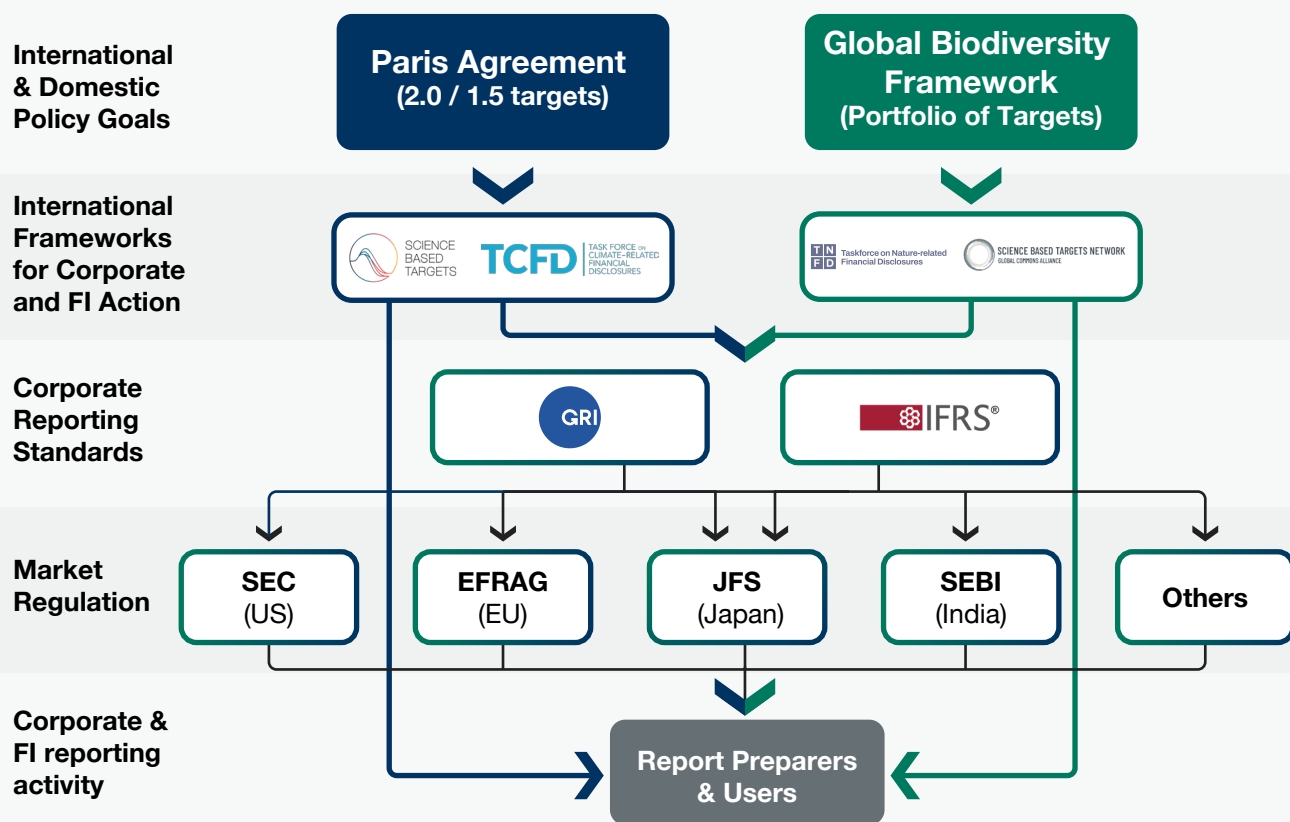 International
& Domestic
Policy Goals
Paris Agreement
(2.0 / 1.5 targets)
Global Biodiversity
Framework
(Portfolio of Targets)
International
Frameworks
for Corporate
and FI Action
SCIENCE
BASED
TARGETS
TCFD
TASK FORCE ON
CLIMATE-RELATED
FINANCIAL
DISCLOSURES
TN
FD
Taskforce on Nature-related
Financial Disclosures
SCIENCE BASED TARGETS NETWORK
GLOBAL COMMONS ALLIANCE
Corporate
Reporting
Standards
GRI
IFRS®
Market
Regulation
SEC
(US)
EFRAG
(EU)
JFS
(Japan)
SEBI
(India)
Others
Corporate &
FI reporting
activity
Report Preparers
& Users